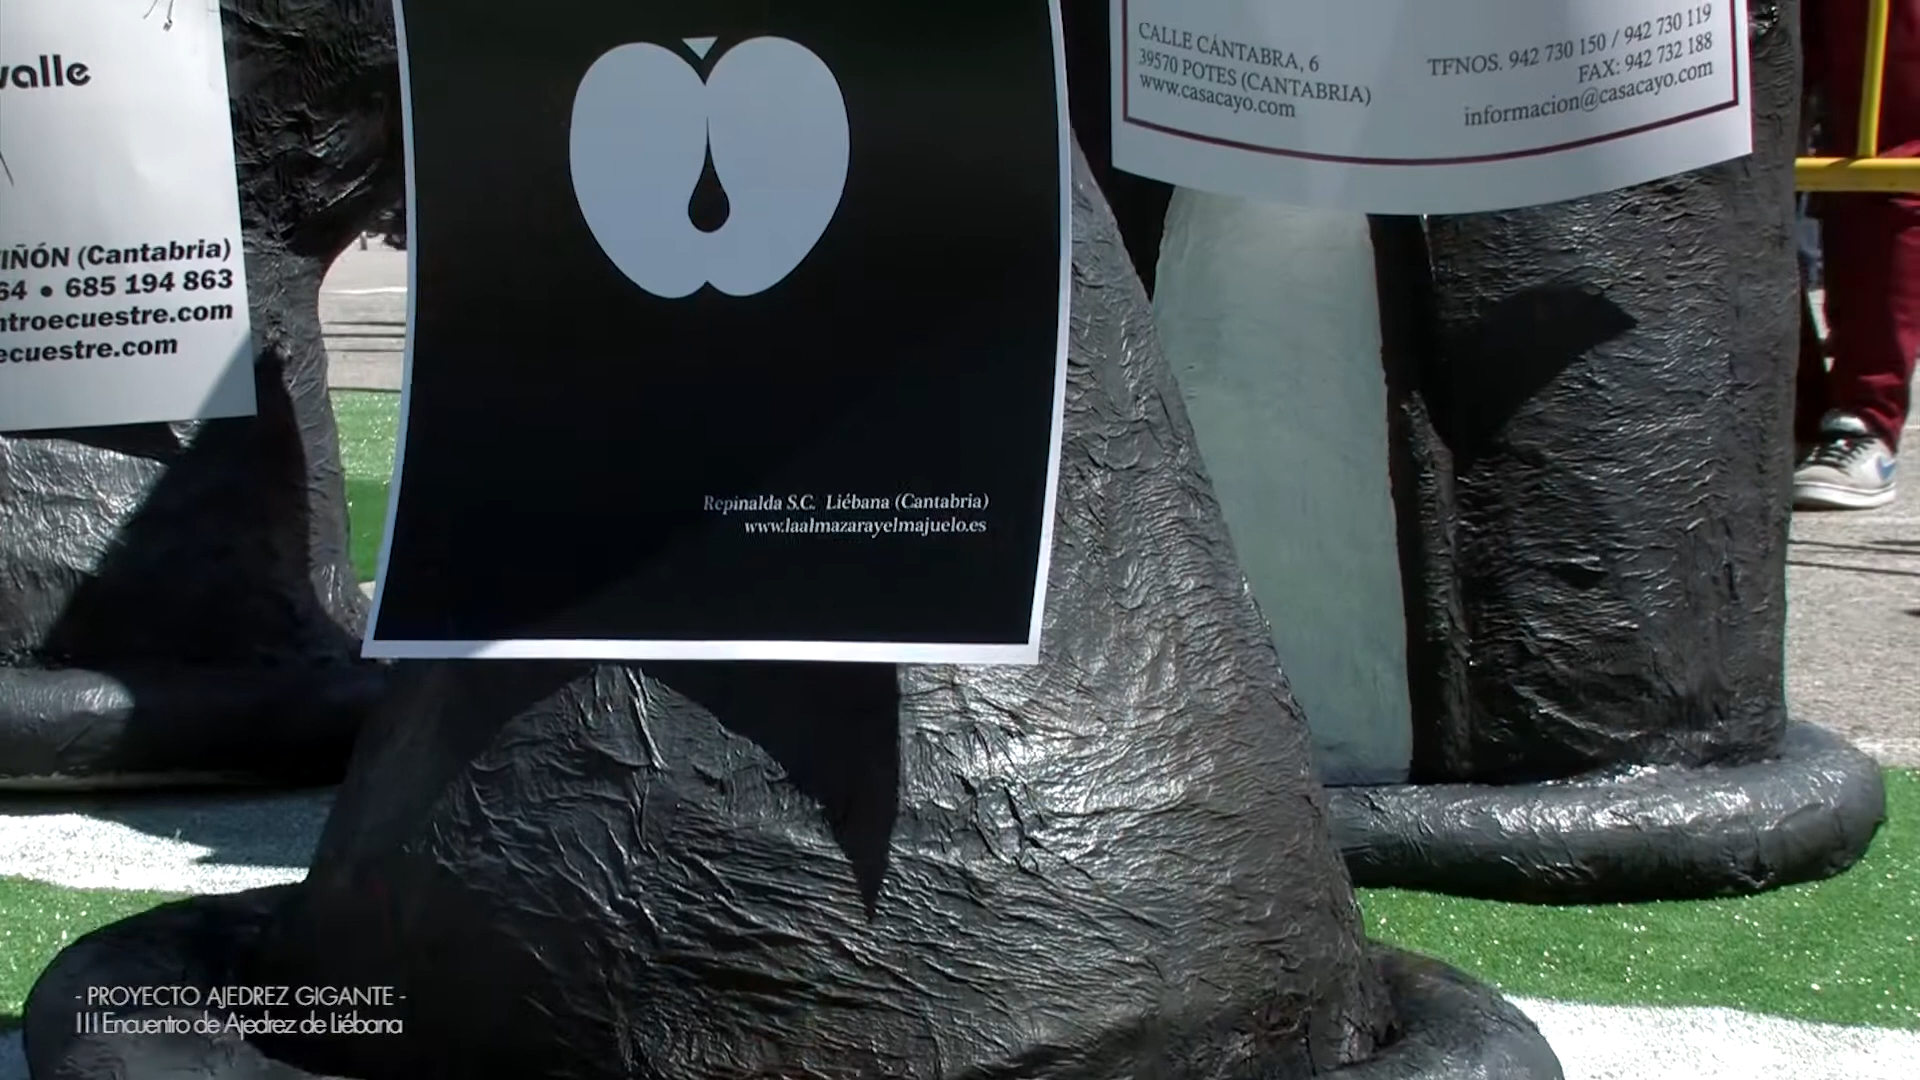 valle
IÑÓN (Cantabria)
64 • 685 194 863
ntroecuestre.com
ecuestre.com
Repinalda S.C. Liébana (Cantabria)
www.laalmazarayelmajuelo.es
CALLE CÁNTABRA, 6
39570 POTES (CANTABRIA)
www.casacayo.com
TFNOS. 942 730 150 / 942 730 119
FAX: 942 732 188
informacion@casacayo.com
- PROYECTO AJEDREZ GIGANTE -
III Encuentro de Ajedrez de Liébana